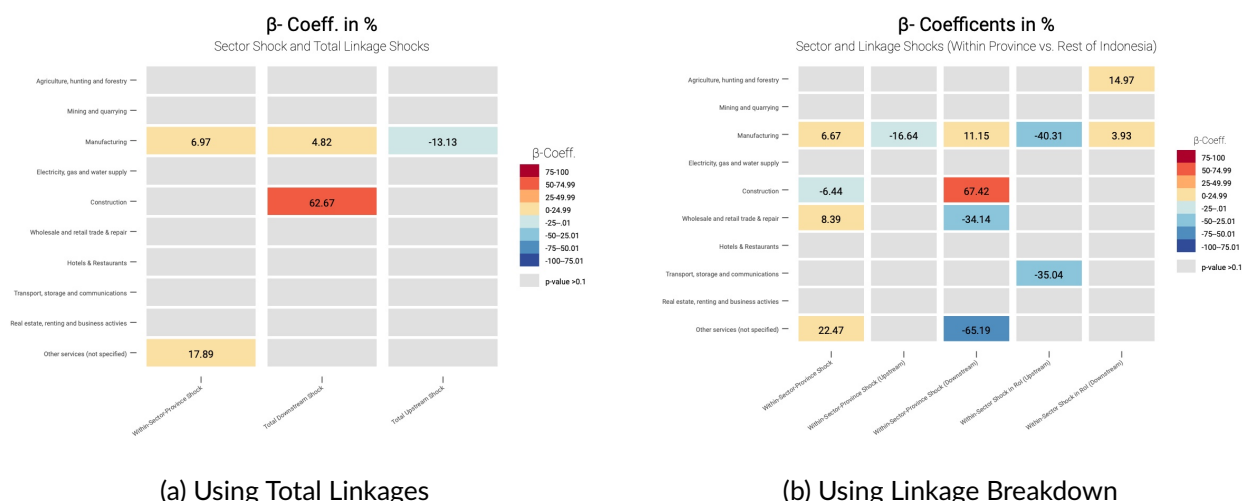 β- Coeff. in %
Sector Shock and Total Linkage Shocks
Agriculture, hunting and forestry
Mining and quarrying
Manufacturing 6.97 4.82 -13.13
Electricity, gas and water supply
Construction 62.67
Wholesale and retail trade & repair
Hotels & Restaurants
Transport, storage and communications
Real estate, renting and business activies
Other services (not specified) 17.89
Within-Sector-Province Shock
Total Downstream Shock
Total Upstream Shock
β-Coeff.
75-100
50-74.99
25-49.99
0-24.99
-25-.01
-50-25.01
-75-50.01
-100-75.01
p-value >0.1
(a) Using Total Linkages
β- Coefficents in %
Sector and Linkage Shocks (Within Province vs. Rest of Indonesia)
Agriculture, hunting and forestry 14.97
Mining and quarrying
Manufacturing 6.67 -16.64 11.15 -40.31 3.93
Electricity, gas and water supply
Construction -6.44 67.42
Wholesale and retail trade & repair 8.39 -34.14
Hotels & Restaurants
Transport, storage and communications -35.04
Real estate, renting and business activies
Other services (not specified) 22.47 -65.19
Within-Sector-Province Shock
Within-Sector-Province Shock (Upstream)
Within-Sector-Province Shock (Downstream)
Within-Sector Shock in RoI (Upstream)
Within-Sector Shock in RoI (Downstream)
β-Coeff.
75-100
50-74.99
25-49.99
0-24.99
-25-.01
-50-25.01
-75-50.01
-100-75.01
p-value >0.1
(b) Using Linkage Breakdown